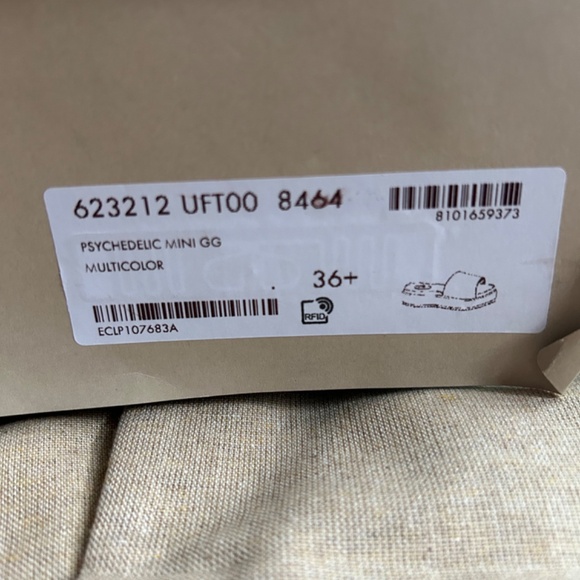 623212 UFT00 8464
8101659373
PSYCHEDELIC MINI GG
MULTICOLOR
36+
RFID
ECLP107683A